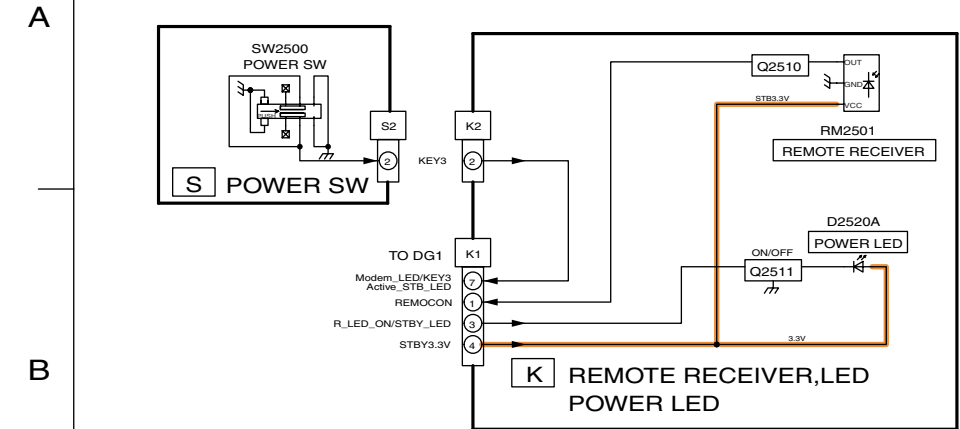 A
SW2500
POWER SW
PUSH
S2
2
S POWER SW
K2
2
KEY3
Q2510
OUT
GND
VCC
STB3.3V
RM2501
REMOTE RECEIVER
D2520A
POWER LED
ON/OFF
Q2511
TO DG1
K1
Modem_LED/KEY3
Active_STB_LED
7
REMOCON
1
R_LED_ON/STBY_LED
3
STBY3.3V
4
3.3V
B
K REMOTE RECEIVER,LED
POWER LED